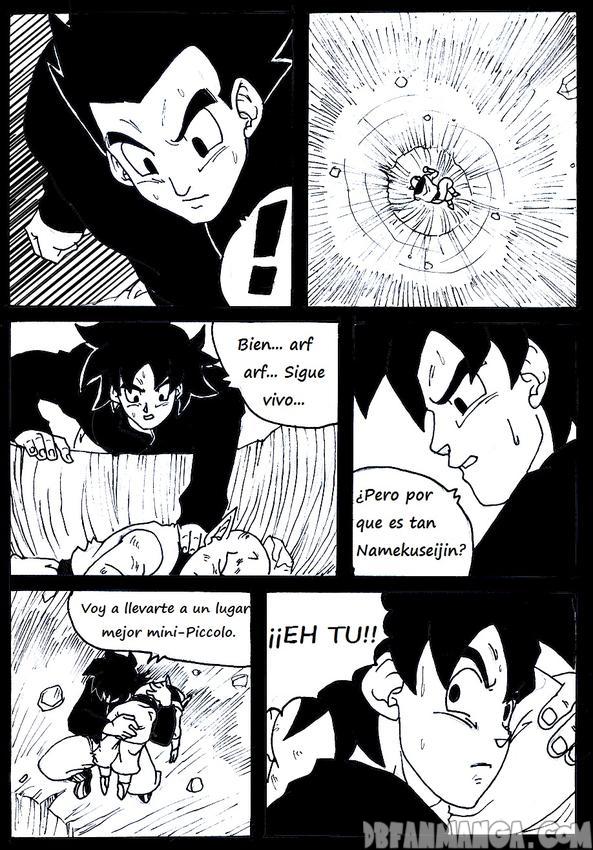 !
Bien... arf
arf... Sigue
vivo...
¿Pero por
que es tan
Namekuseijin?
Voy a llevarte a un lugar
mejor mini-Piccolo.
¡¡EH TU!!
DBFANMANGA.COM